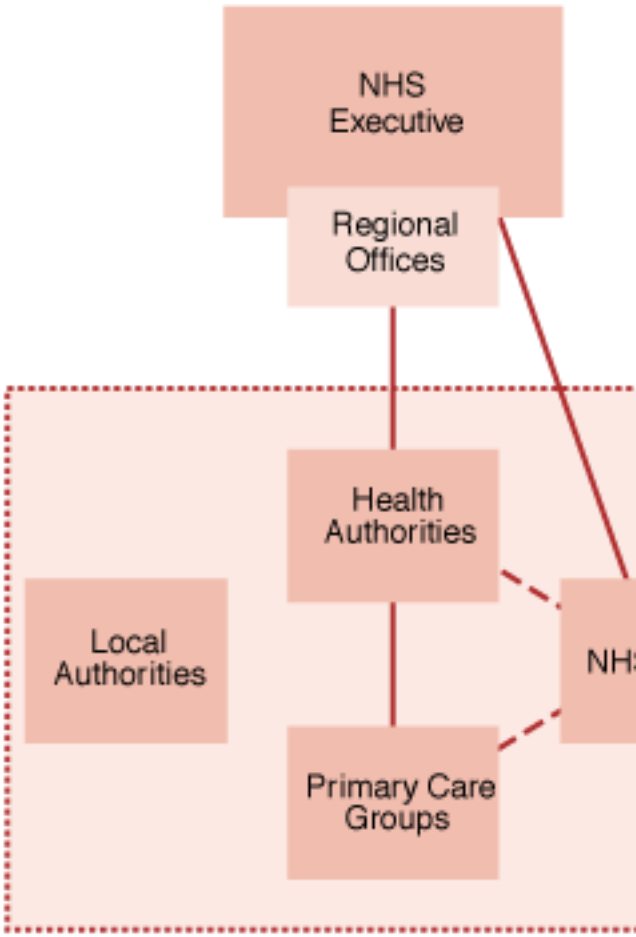 NHS
Executive
Regional
Offices
Health
Authorities
Local
Authorities
Primary Care
Groups